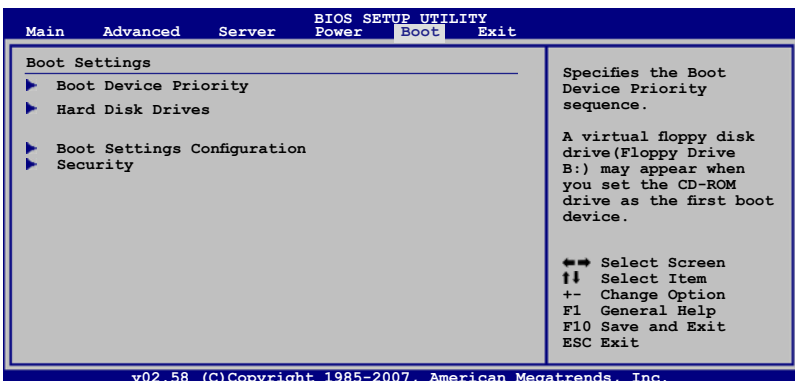 BIOS SETUP UTILITY
Main Advanced Server Power Boot Exit
Boot Settings
Boot Device Priority
Hard Disk Drives
Boot Settings Configuration
Security
Specifies the Boot
Device Priority
sequence.
A virtual floppy disk
drive(Floppy Drive
B:) may appear when
you set the CD-ROM
drive as the first boot
device.
Select Screen
Select Item
+- Change Option
F1 General Help
F10 Save and Exit
ESC Exit
v02.58 (C)Copyright 1985-2007, American Megatrends, Inc.